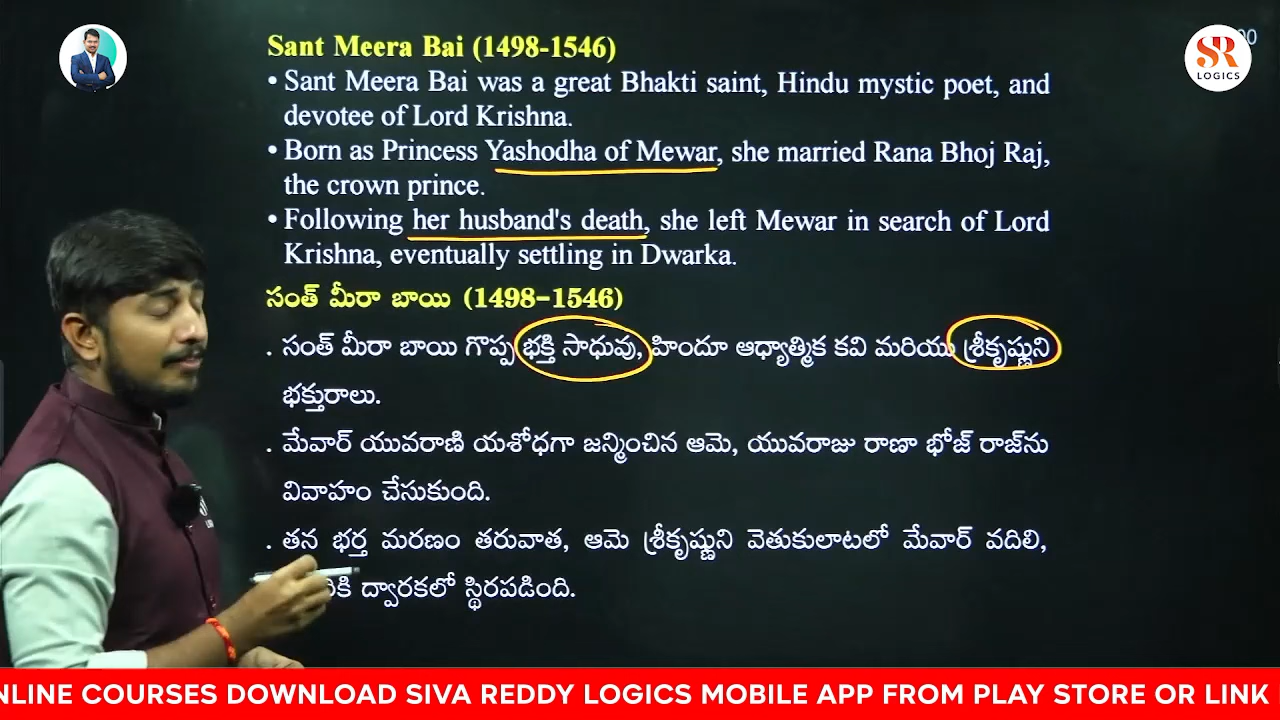 SR
LOGICS
Sant Meera Bai (1498-1546)
• Sant Meera Bai was a great Bhakti saint, Hindu mystic poet, and
devotee of Lord Krishna.
• Born as Princess Yashodha of Mewar, she married Rana Bhoj Raj,
the crown prince.
• Following her husband's death, she left Mewar in search of Lord
Krishna, eventually settling in Dwarka.
సంత్ మీరా బాయి (1498-1546)
. సంత్ మీరా బాయి గొప్ప భక్తి సాధువు, హిందూ ఆధ్యాత్మిక కవి మరియు శ్రీకృష్ణుని
భక్తురాలు.
. మేవార్ యువరాణి యశోధగా జన్మించిన ఆమె, యువరాజు రాణా భోజ్ రాజ్‌ను
వివాహం చేసుకుంది.
. తన భర్త మరణం తరువాత, ఆమె శ్రీకృష్ణుని వెతుకులాటలో మేవార్ వదిలి,
ద్వారకలో స్థిరపడింది.
NLINE COURSES DOWNLOAD SIVA REDDY LOGICS MOBILE APP FROM PLAY STORE OR LINK